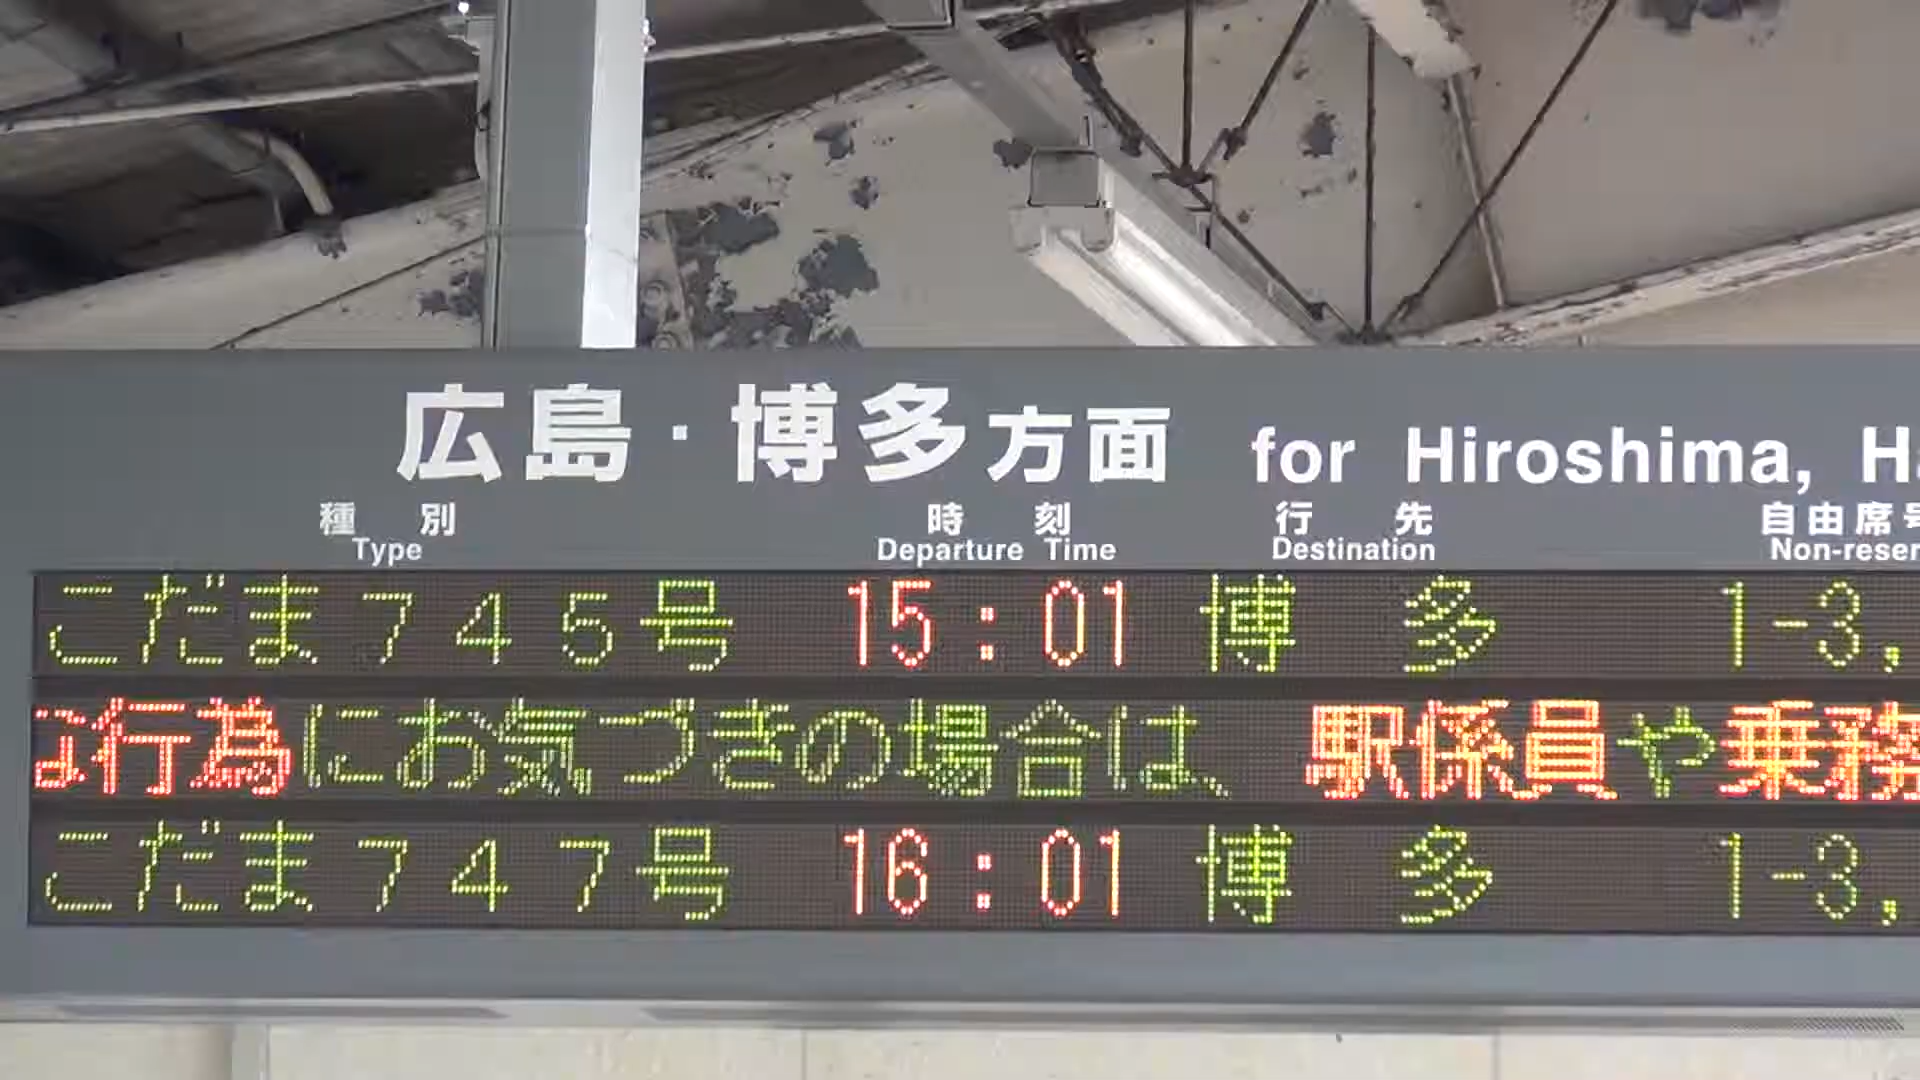 広島・博多方面 for Hiroshima, Ha
種別 時刻 行先 自由席号
Type Departure Time Destination Non-reser
こだま745号 15:01 博多 1-3,
な行為にお気づきの場合は、駅係員や乗務
こだま747号 16:01 博多 1-3,